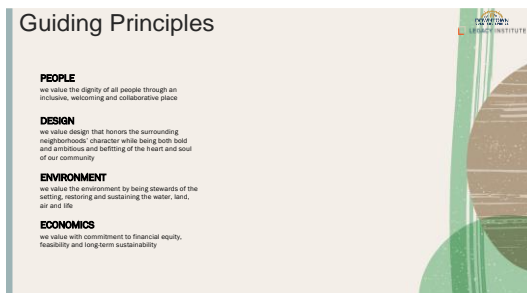 Guiding Principles
DOWNTOWN
LEGACY INSTITUTE
PEOPLE
we value the dignity of all people through an
inclusive, welcoming and collaborative place
DESIGN
we value design that honors the surrounding
neighborhoods' character while being both bold
and ambitious and befitting of the heart and soul
of our community
ENVIRONMENT
we value the environment by being stewards of the
setting, restoring and sustaining the water, land,
air and life
ECONOMICS
we value with commitment to financial equity,
feasibility and long-term sustainability